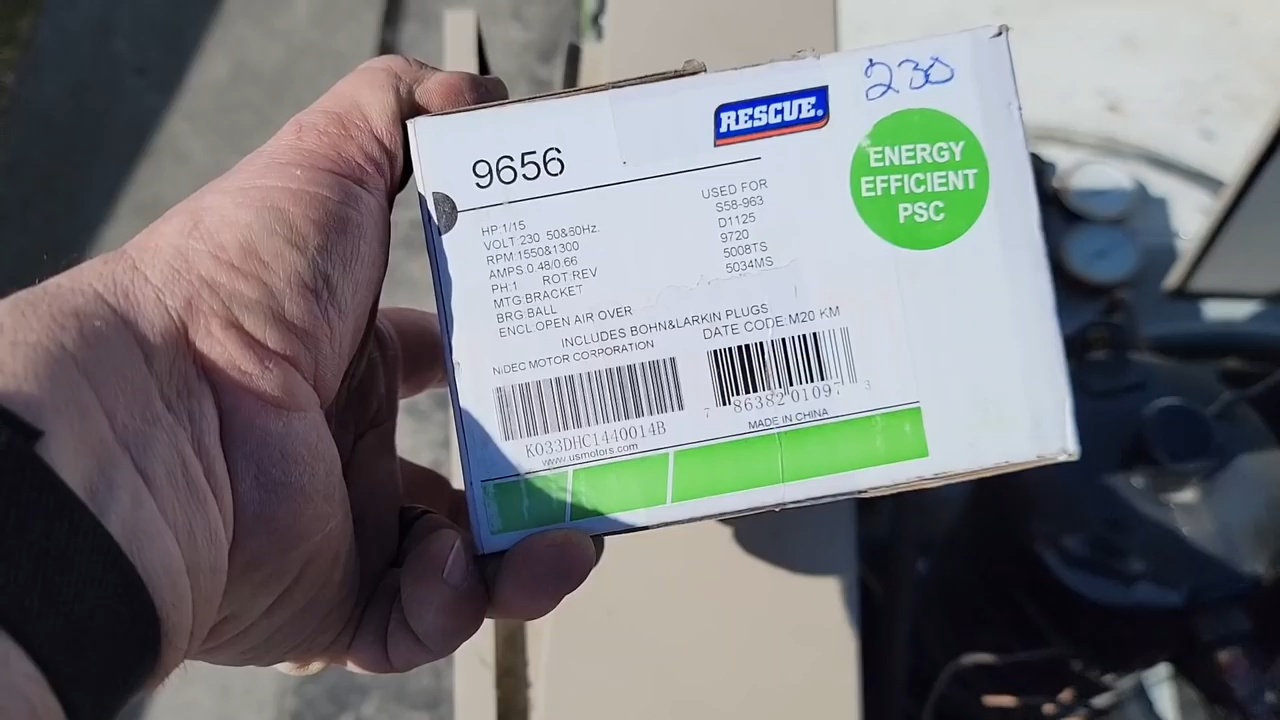 230
RESCUE.
ENERGY
EFFICIENT
PSC
9656
HP:1/15
VOLT:230 50&60Hz.
RPM:1550&1300
AMPS:0.48/0.66
PH:1 ROT:REV
MTG:BRACKET
BRG:BALL
ENCL:OPEN AIR OVER
USED FOR
S58-963
D1125
9720
5008TS
5034MS
INCLUDES BOHN&LARKIN PLUGS
NIDEC MOTOR CORPORATION
DATE CODE:M20 KM
K033DHC1440014B
7 86382 01097 3
www.usmotors.com
MADE IN CHINA